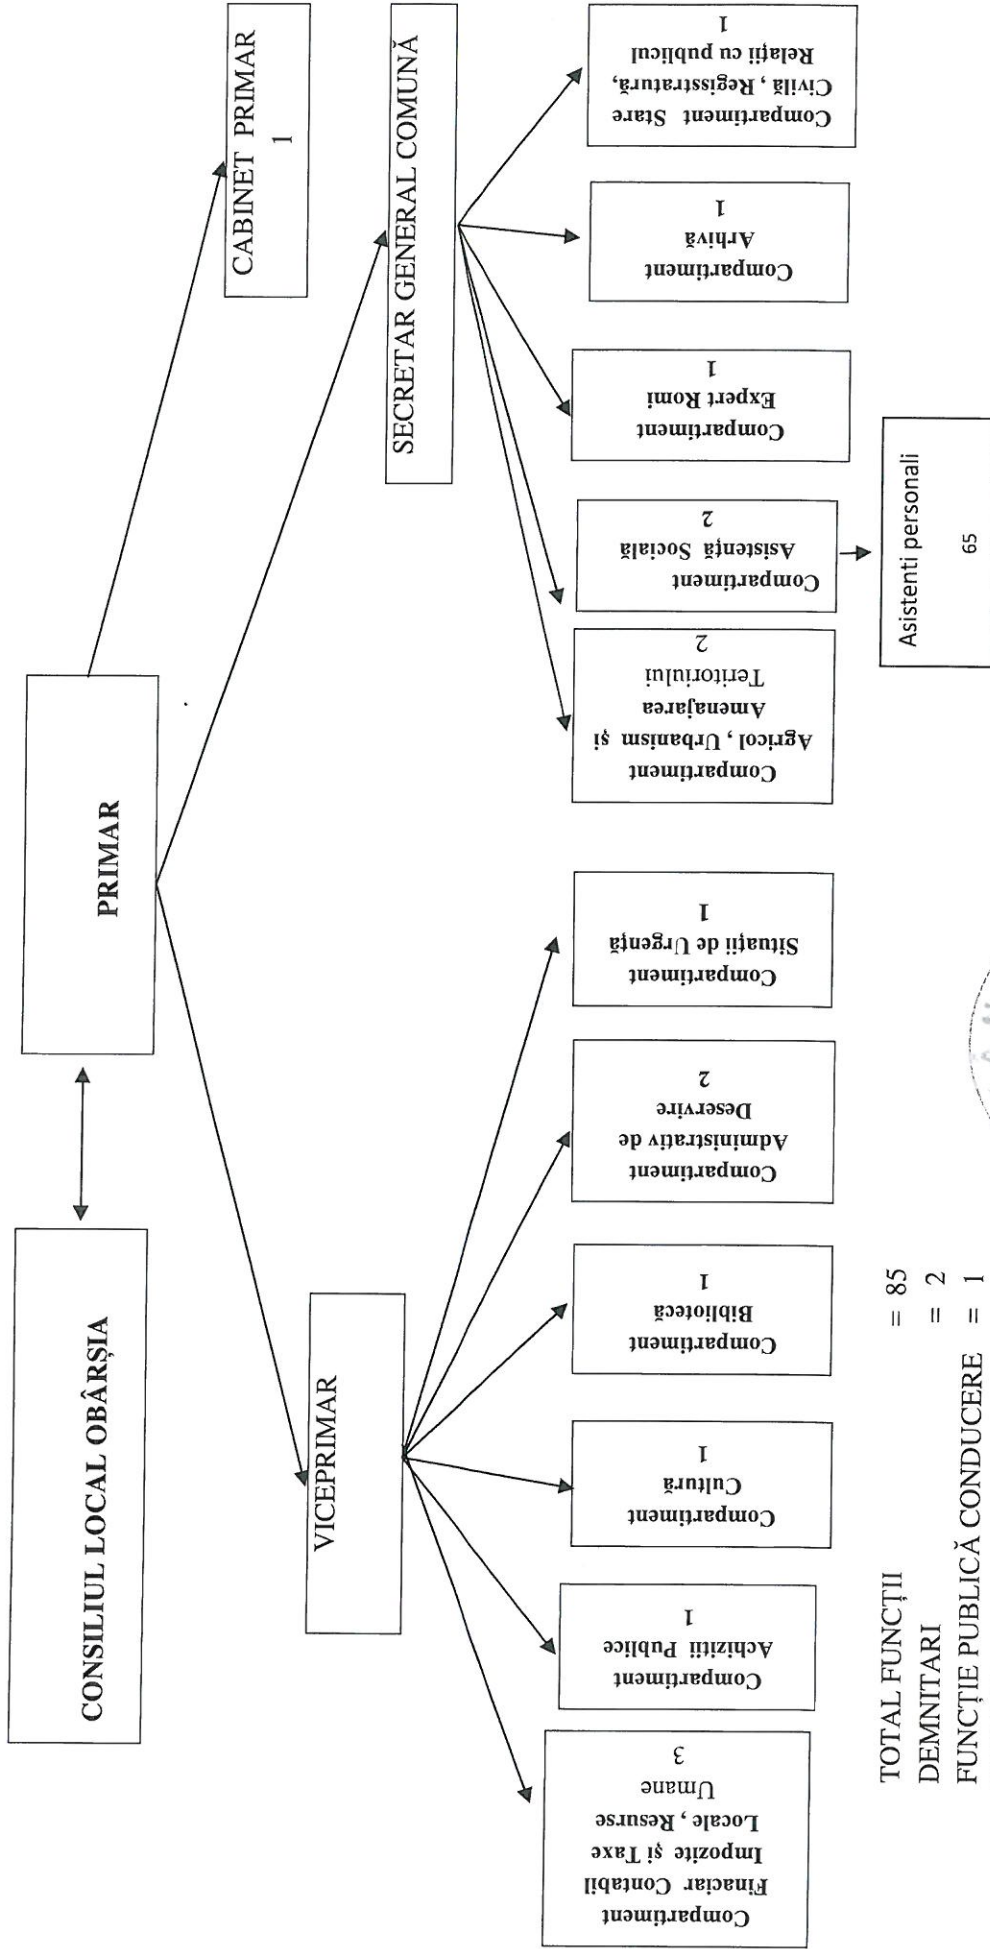 CONSILIUL LOCAL OBÂRȘIA
PRIMAR
CABINET PRIMAR
1
VICEPRIMAR
SECRETAR GENERAL COMUNĂ
Compartiment
Finaciar Contabil
Impozite și Taxe
Locale , Resurse
Umane
3
Compartiment
Achizitii Publice
1
Compartiment
Cultură
1
Compartiment
Bibliotecă
1
Compartiment
Administrativ de
Deservire
2
Compartiment
Situații de Urgență
1
Compartiment
Agricol , Urbanism și
Amenajarea
Teritoriului
2
Compartiment
Asistență Socială
2
Compartiment
Expert Romi
1
Compartiment
Arhivă
1
Compartiment Stare
Civilă , Regisstratură,
Relații cu publicul
1
Asistenti personali
65
TOTAL FUNCȚII = 85
DEMNITARI = 2
FUNCȚIE PUBLICĂ CONDUCERE = 1